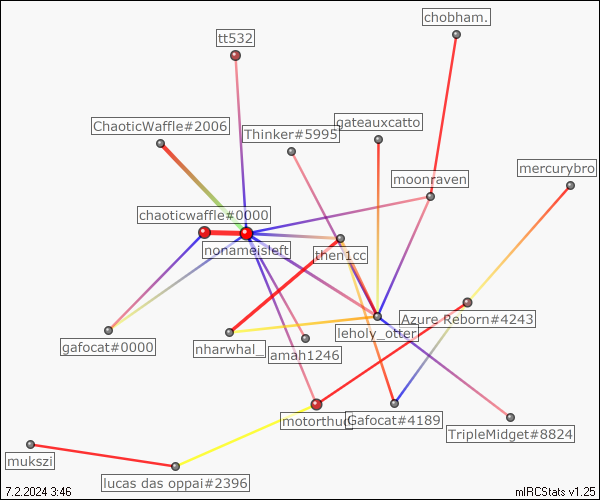 chobham.
tt532
ChaoticWaffle#2006
gateauxcatto
Thinker#5995
mercurybro
moonraven
chaoticwaffle#0000
nonameisleft
then1cc
Azure Reborn#4243
leholy_otter
gafocat#0000
nharwhal_
amah1246
motorthud
Gafocat#4189
TripleMidget#8824
mukszi
lucas das oppai#2396
7.2.2024 3:46
mIRCStats v1.25